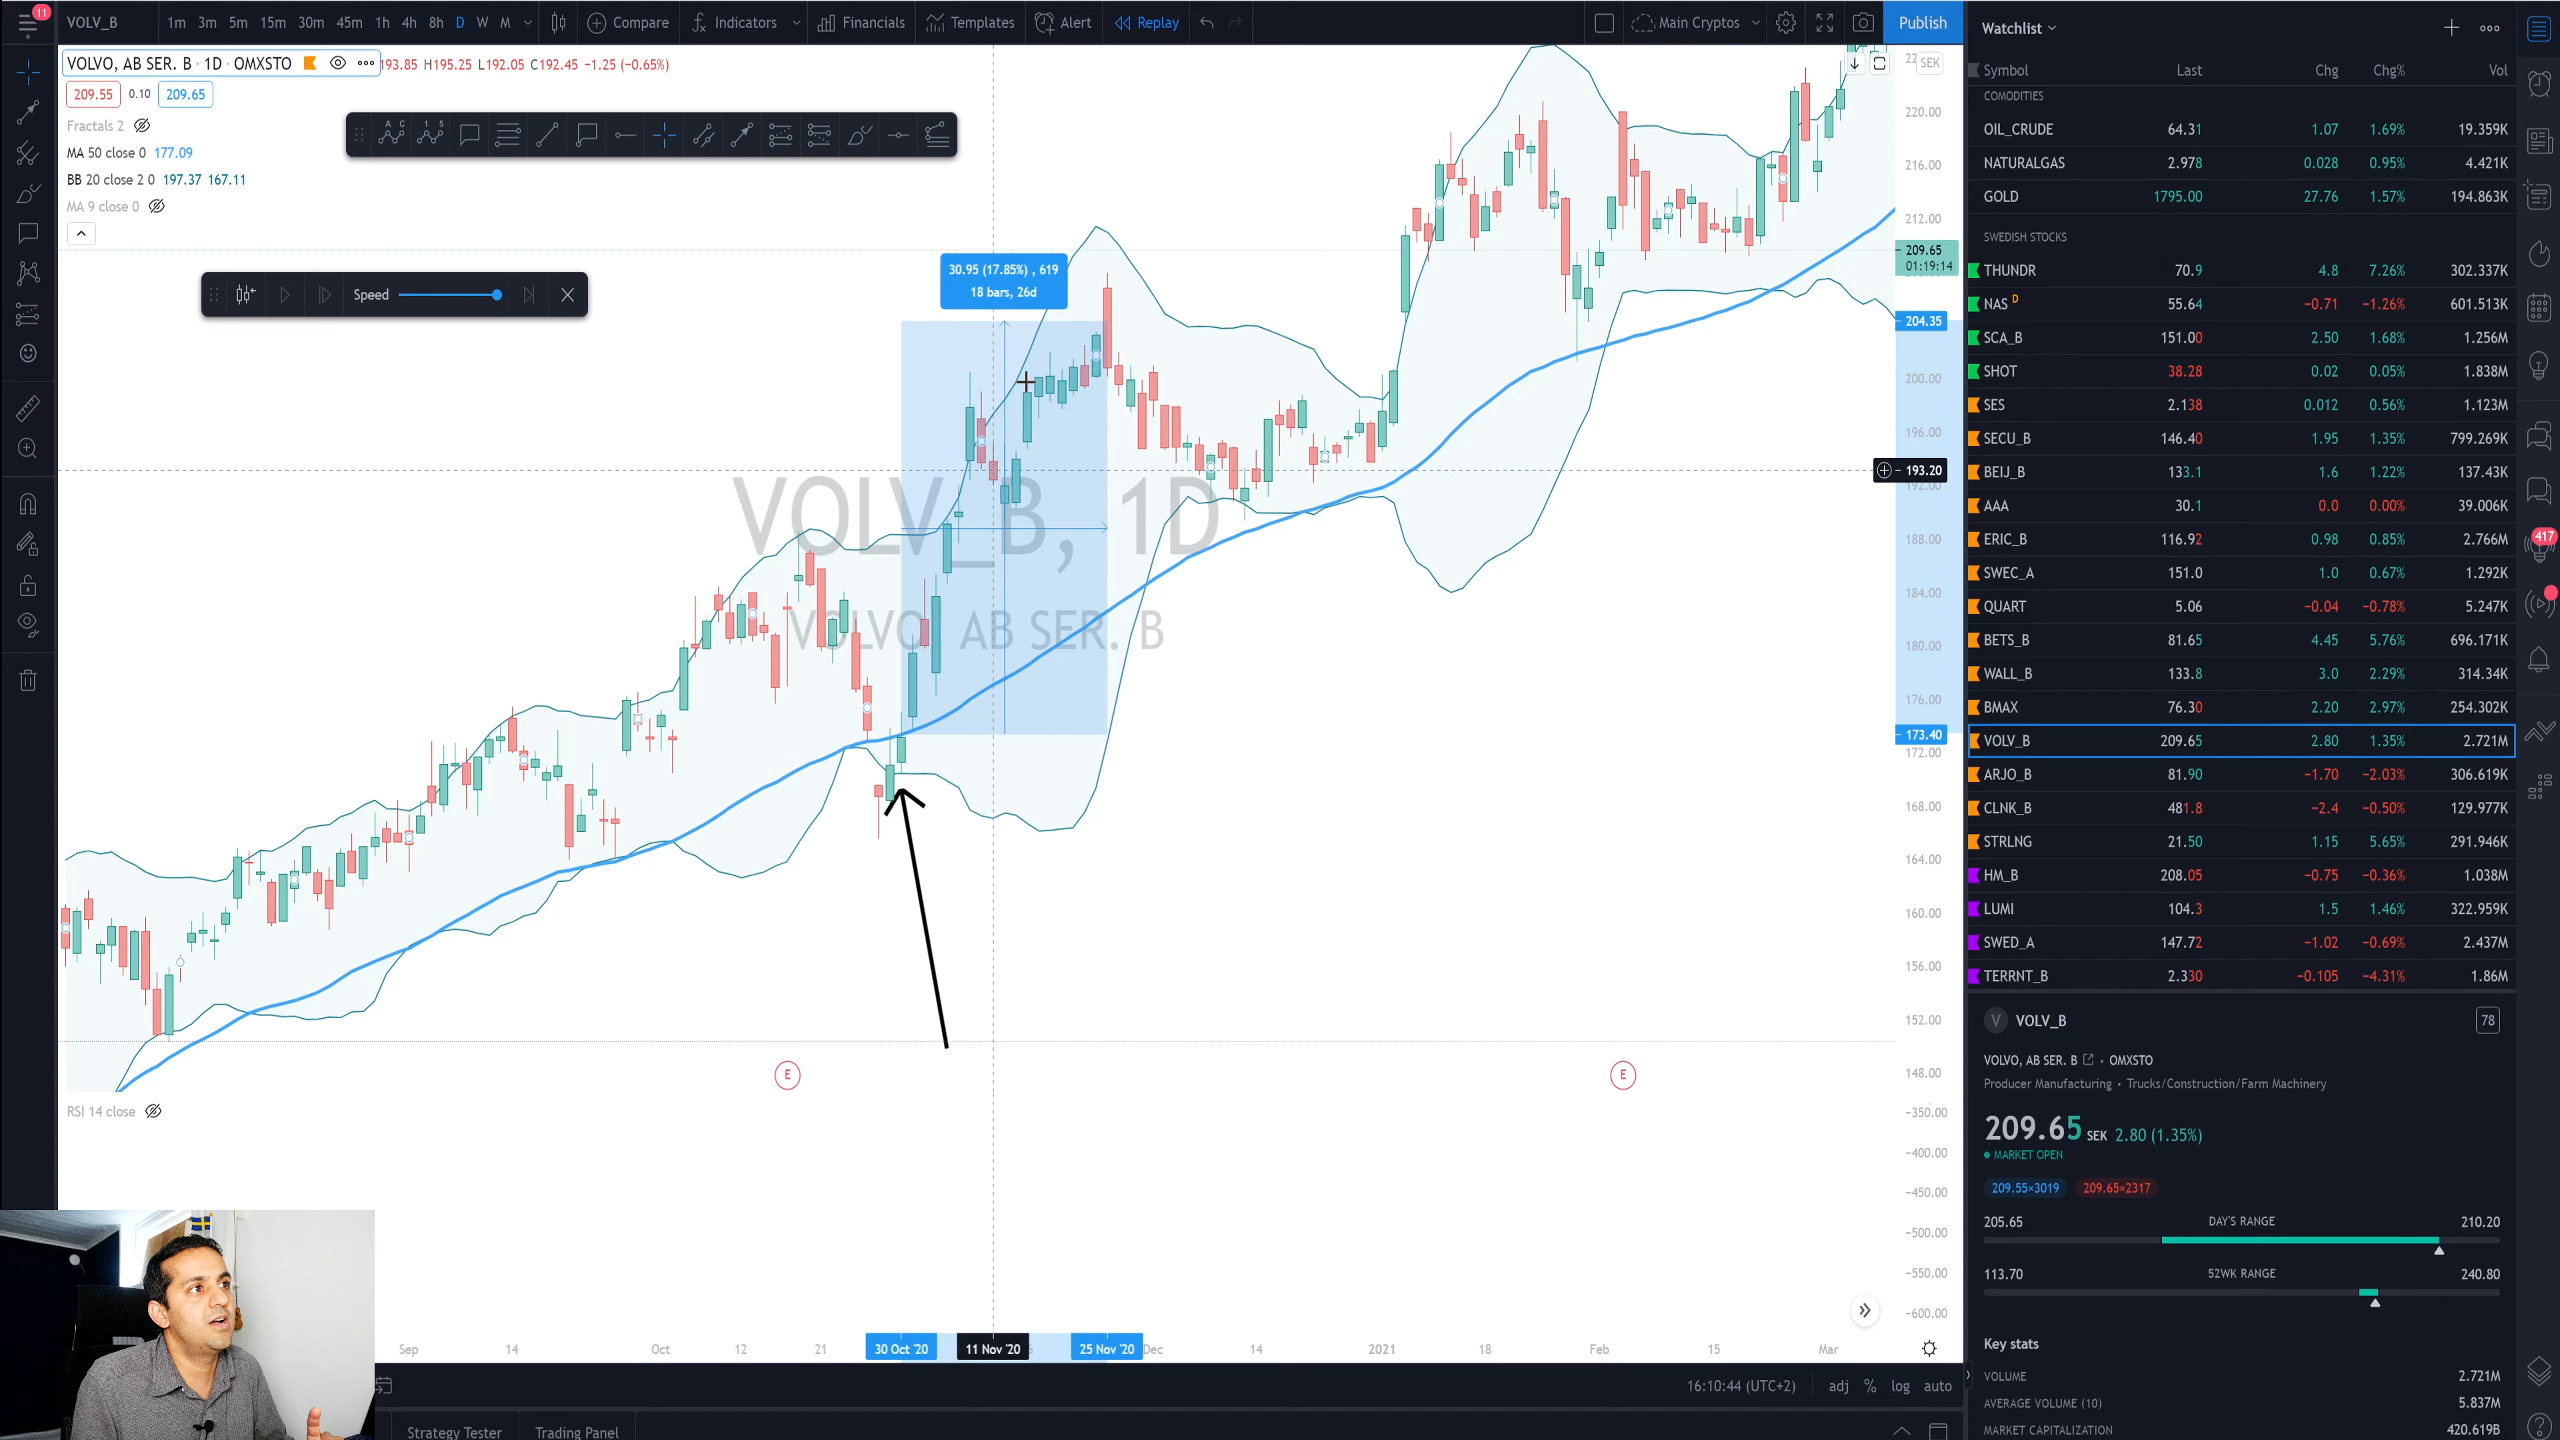 11
VOLV_B 1m 3m 5m 15m 30m 45m 1h 4h 8h D W M Compare Indicators Financials Templates Alert Replay Main Cryptos Publish
VOLVO, AB SER. B · 1D · OMXSTO 193.85 H195.25 L192.05 C192.45 −1.25 (−0.65%)
209.55 0.10 209.65
Fractals 2
MA 50 close 0 177.09
BB 20 close 2 0 197.37 167.11
MA 9 close 0
A C
1 5
Speed
30.95 (17.85%) , 619
18 bars, 26d
VOLV_B, 1D
VOLVO, AB SER. B
SEK
220.00
216.00
212.00
209.65
01:19:14
204.35
200.00
196.00
193.20
192.00
188.00
184.00
180.00
176.00
173.40
172.00
168.00
164.00
160.00
156.00
152.00
148.00
E E
RSI 14 close
−350.00
−400.00
−450.00
−500.00
−550.00
−600.00
Sep 14 Oct 12 21 30 Oct '20 11 Nov '20 25 Nov '20 Dec 14 2021 18 Feb 15 Mar
16:10:44 (UTC+2) adj % log auto
Strategy Tester Trading Panel
Watchlist
Symbol Last Chg Chg% Vol
COMODITIES
OIL_CRUDE 64.31 1.07 1.69% 19.359K
NATURALGAS 2.978 0.028 0.95% 4.421K
GOLD 1795.00 27.76 1.57% 194.863K
SWEDISH STOCKS
THUNDR 70.9 4.8 7.26% 302.337K
NAS D 55.64 −0.71 −1.26% 601.513K
SCA_B 151.00 2.50 1.68% 1.256M
SHOT 38.28 0.02 0.05% 1.838M
SES 2.138 0.012 0.56% 1.123M
SECU_B 146.40 1.95 1.35% 799.269K
BEIJ_B 133.1 1.6 1.22% 137.43K
AAA 30.1 0.0 0.00% 39.006K
ERIC_B 116.92 0.98 0.85% 2.766M
SWEC_A 151.0 1.0 0.67% 1.292K
QUART 5.06 −0.04 −0.78% 5.247K
BETS_B 81.65 4.45 5.76% 696.171K
WALL_B 133.8 3.0 2.29% 314.34K
BMAX 76.30 2.20 2.97% 254.302K
VOLV_B 209.65 2.80 1.35% 2.721M
ARJO_B 81.90 −1.70 −2.03% 306.619K
CLNK_B 481.8 −2.4 −0.50% 129.977K
STRLNG 21.50 1.15 5.65% 291.946K
HM_B 208.05 −0.75 −0.36% 1.038M
LUMI 104.3 1.5 1.46% 322.959K
SWED_A 147.72 −1.02 −0.69% 2.437M
TERRNT_B 2.330 −0.105 −4.31% 1.86M
V VOLV_B 78
VOLVO, AB SER. B · OMXSTO
Producer Manufacturing • Trucks/Construction/Farm Machinery
209.65 SEK 2.80 (1.35%)
MARKET OPEN
209.55×3019 209.65×2317
205.65 DAY'S RANGE 210.20
113.70 52WK RANGE 240.80
Key stats
VOLUME 2.721M
AVERAGE VOLUME (10) 5.837M
MARKET CAPITALIZATION 420.619B
417